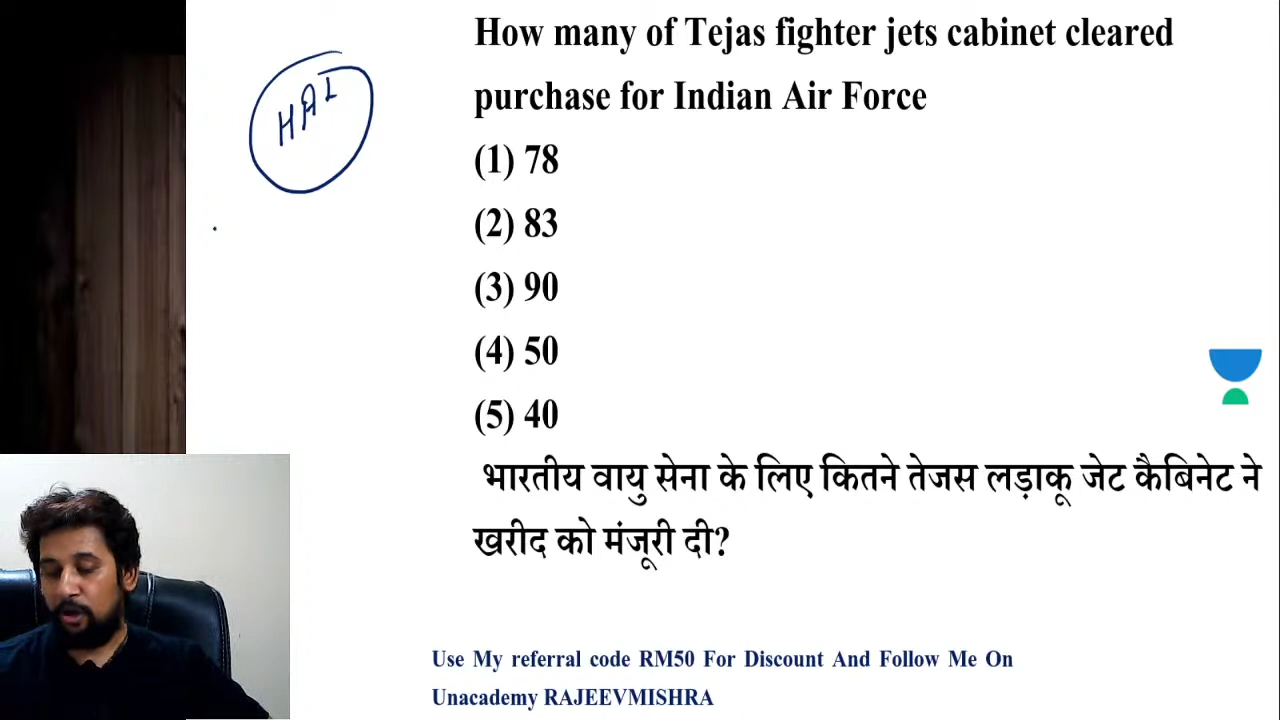 HAL
How many of Tejas fighter jets cabinet cleared
purchase for Indian Air Force
(1) 78
(2) 83
(3) 90
(4) 50
(5) 40
भारतीय वायु सेना के लिए कितने तेजस लड़ाकू जेट कैबिनेट ने
खरीद को मंजूरी दी?
Use My referral code RM50 For Discount And Follow Me On
Unacademy RAJEEVMISHRA